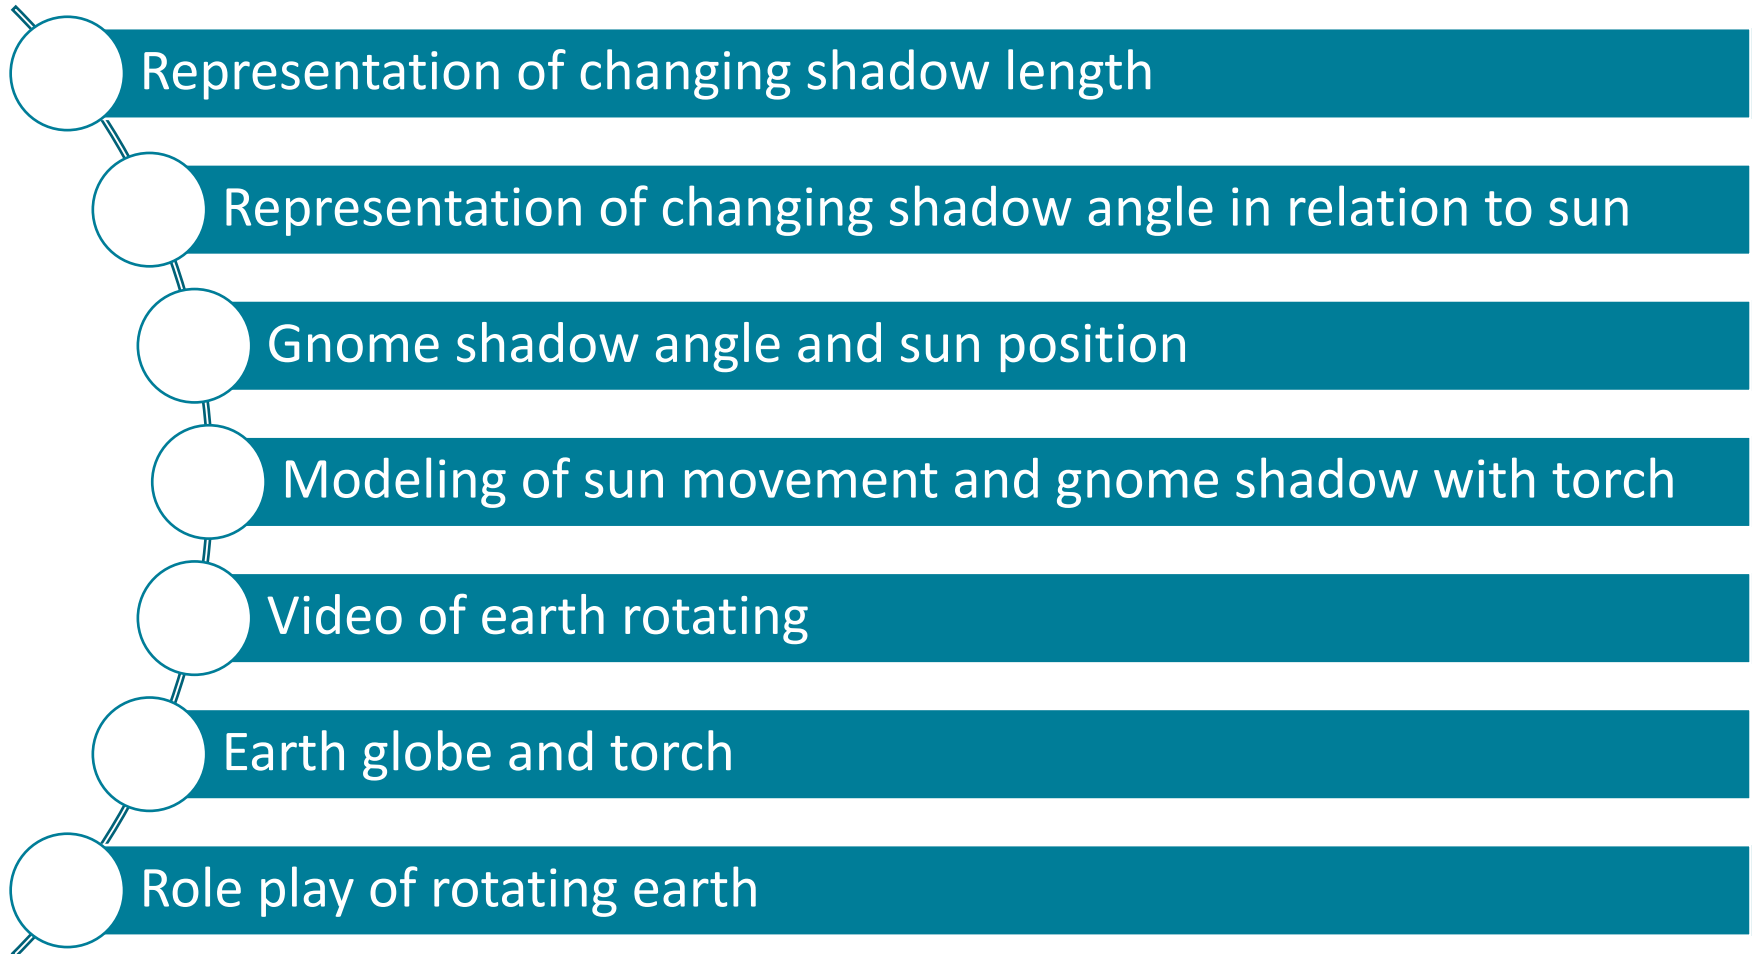 Representation of changing shadow length
Representation of changing shadow angle in relation to sun
Gnome shadow angle and sun position
Modeling of sun movement and gnome shadow with torch
Video of earth rotating
Earth globe and torch
Role play of rotating earth